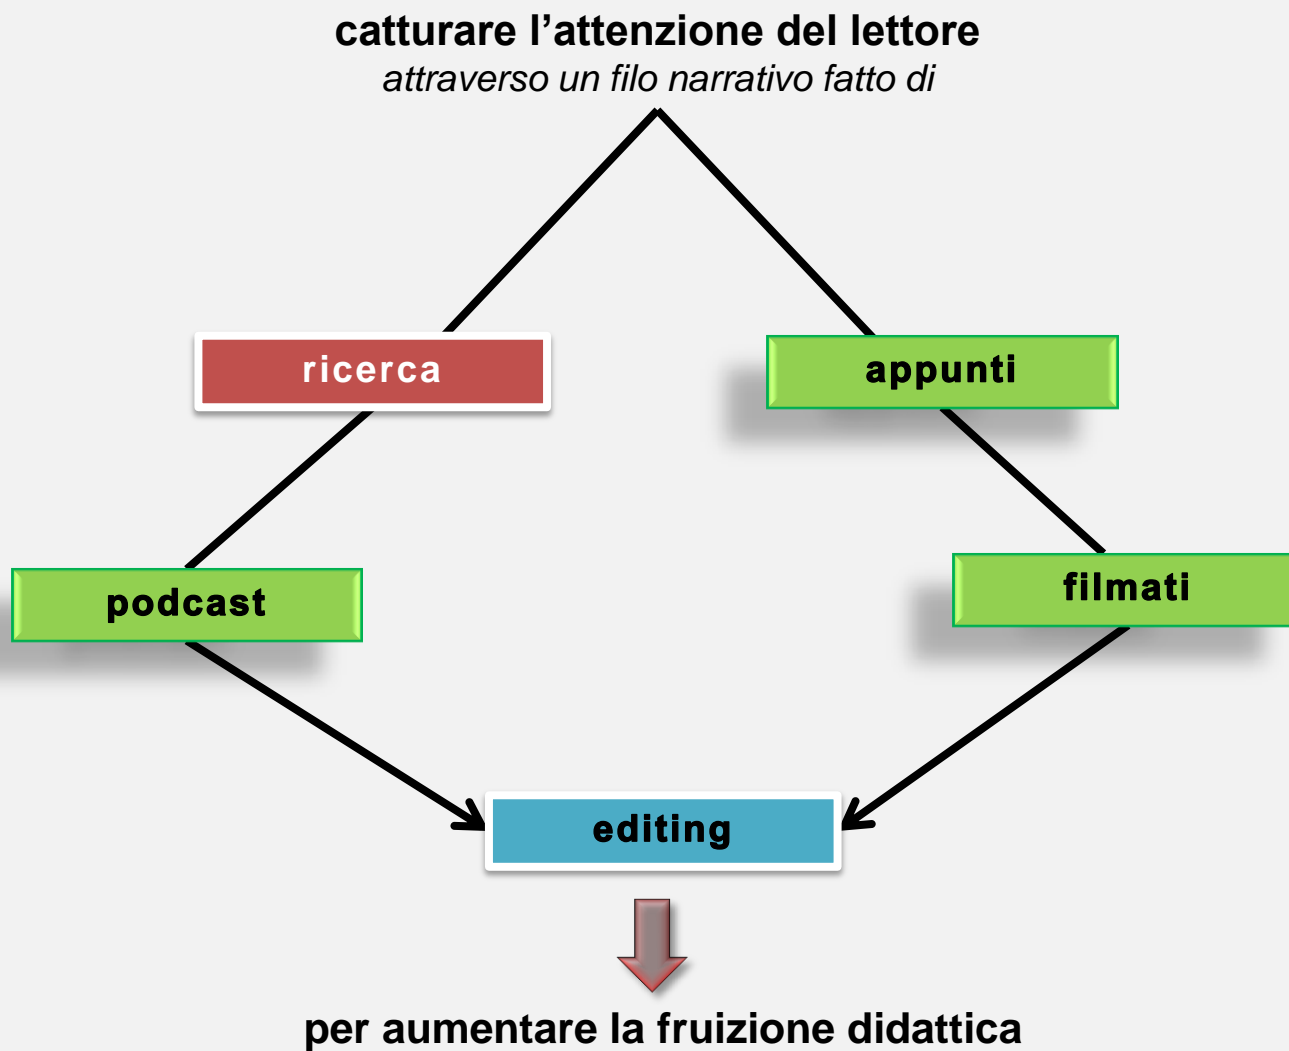 catturare l’attenzione del lettore
attraverso un filo narrativo fatto di
ricerca
appunti
podcast
filmati
editing
per aumentare la fruizione didattica